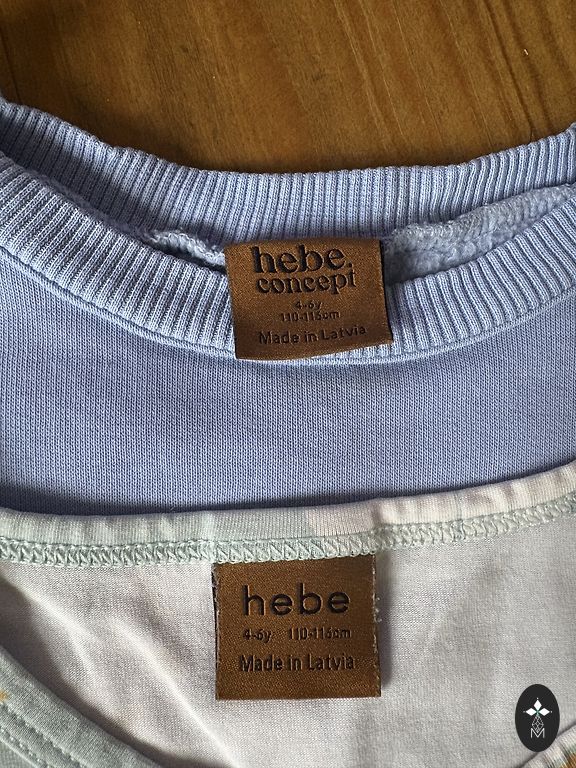 hebe.
concept
4-6y
110-116cm
Made in Latvia
hebe
4-6y 110-116cm
Made in Latvia
M